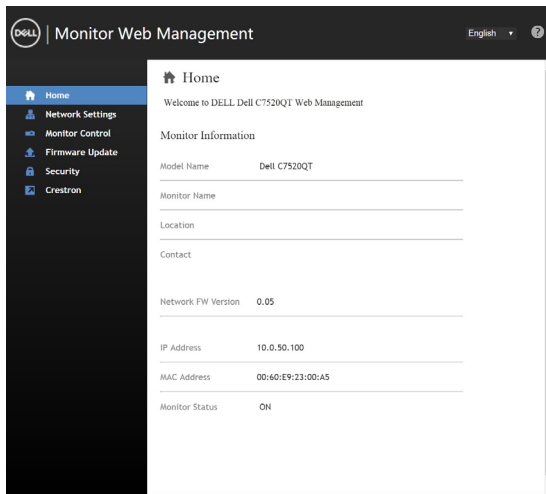 DELL | Monitor Web Management
English
?
Home
Network Settings
Monitor Control
Firmware Update
Security
Crestron
Home
Welcome to DELL Dell C7520QT Web Management
Monitor Information
Model Name Dell C7520QT
Monitor Name
Location
Contact
Network FW Version 0.05
IP Address 10.0.50.100
MAC Address 00:60:E9:23:00:A5
Monitor Status ON